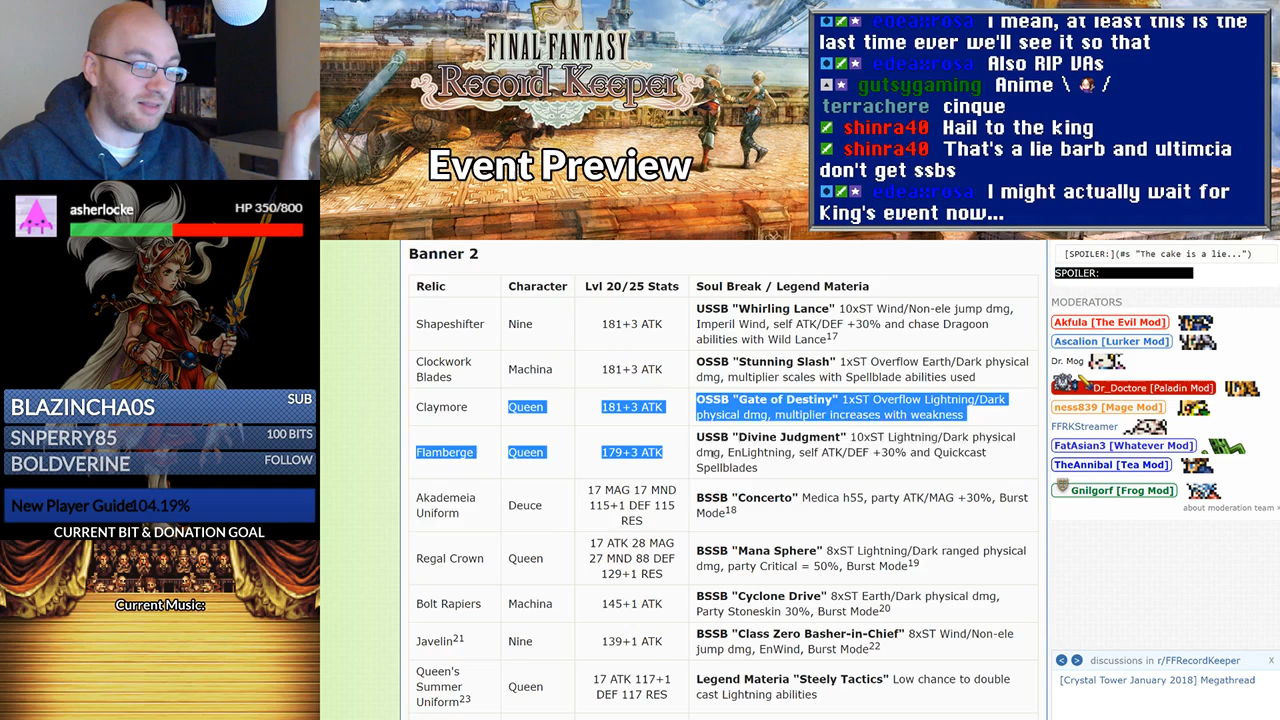 asherlocke
HP 350/800
BLAZINCHA0S
SUB
SNPERRY85
100 BITS
BOLDVERINE
FOLLOW
New Player Guide104.19%
CURRENT BIT & DONATION GOAL
Current Music:
FINAL FANTASY
Record Keeper
Event Preview
edeaxrosa I mean, at least this is the
last time ever we'll see it so that
edeaxrosa Also RIP VAs
gutsygaming Anime \ /
terrachere cinque
shinra40 Hail to the king
shinra40 That's a lie barb and ultimcia
don't get ssbs
edeaxrosa I might actually wait for
King's event now...
Banner 2
Relic Character Lvl 20/25 Stats Soul Break / Legend Materia
Shapeshifter Nine 181+3 ATK
USSB "Whirling Lance" 10xST Wind/Non-ele jump dmg,
Imperil Wind, self ATK/DEF +30% and chase Dragoon
abilities with Wild Lance17
Clockwork
Blades
Machina 181+3 ATK
OSSB "Stunning Slash" 1xST Overflow Earth/Dark physical
dmg, multiplier scales with Spellblade abilities used
Claymore Queen 181+3 ATK
OSSB "Gate of Destiny" 1xST Overflow Lightning/Dark
physical dmg, multiplier increases with weakness
Flamberge Queen 179+3 ATK
USSB "Divine Judgment" 10xST Lightning/Dark physical
dmg, EnLightning, self ATK/DEF +30% and Quickcast
Spellblades
Akademeia
Uniform
Deuce
17 MAG 17 MND
115+1 DEF 115
RES
BSSB "Concerto" Medica h55, party ATK/MAG +30%, Burst
Mode18
Regal Crown Queen
17 ATK 28 MAG
27 MND 88 DEF
129+1 RES
BSSB "Mana Sphere" 8xST Lightning/Dark ranged physical
dmg, party Critical = 50%, Burst Mode19
Bolt Rapiers Machina 145+1 ATK
BSSB "Cyclone Drive" 8xST Earth/Dark physical dmg,
Party Stoneskin 30%, Burst Mode20
Javelin21 Nine 139+1 ATK
BSSB "Class Zero Basher-in-Chief" 8xST Wind/Non-ele
jump dmg, EnWind, Burst Mode22
Queen's
Summer
Uniform23
Queen
17 ATK 117+1
DEF 117 RES
Legend Materia "Steely Tactics" Low chance to double
cast Lightning abilities
[SPOILER:](#s "The cake is a lie...")
SPOILER:
MODERATORS
Akfula [The Evil Mod]
Ascalion [Lurker Mod]
Dr. Mog
Dr_Doctore [Paladin Mod]
ness839 [Mage Mod]
FFRKStreamer
FatAsian3 [Whatever Mod]
TheAnnibal [Tea Mod]
Gnilgorf [Frog Mod]
about moderation team »
< > discussions in r/FFRecordKeeper X
[Crystal Tower January 2018] Megathread